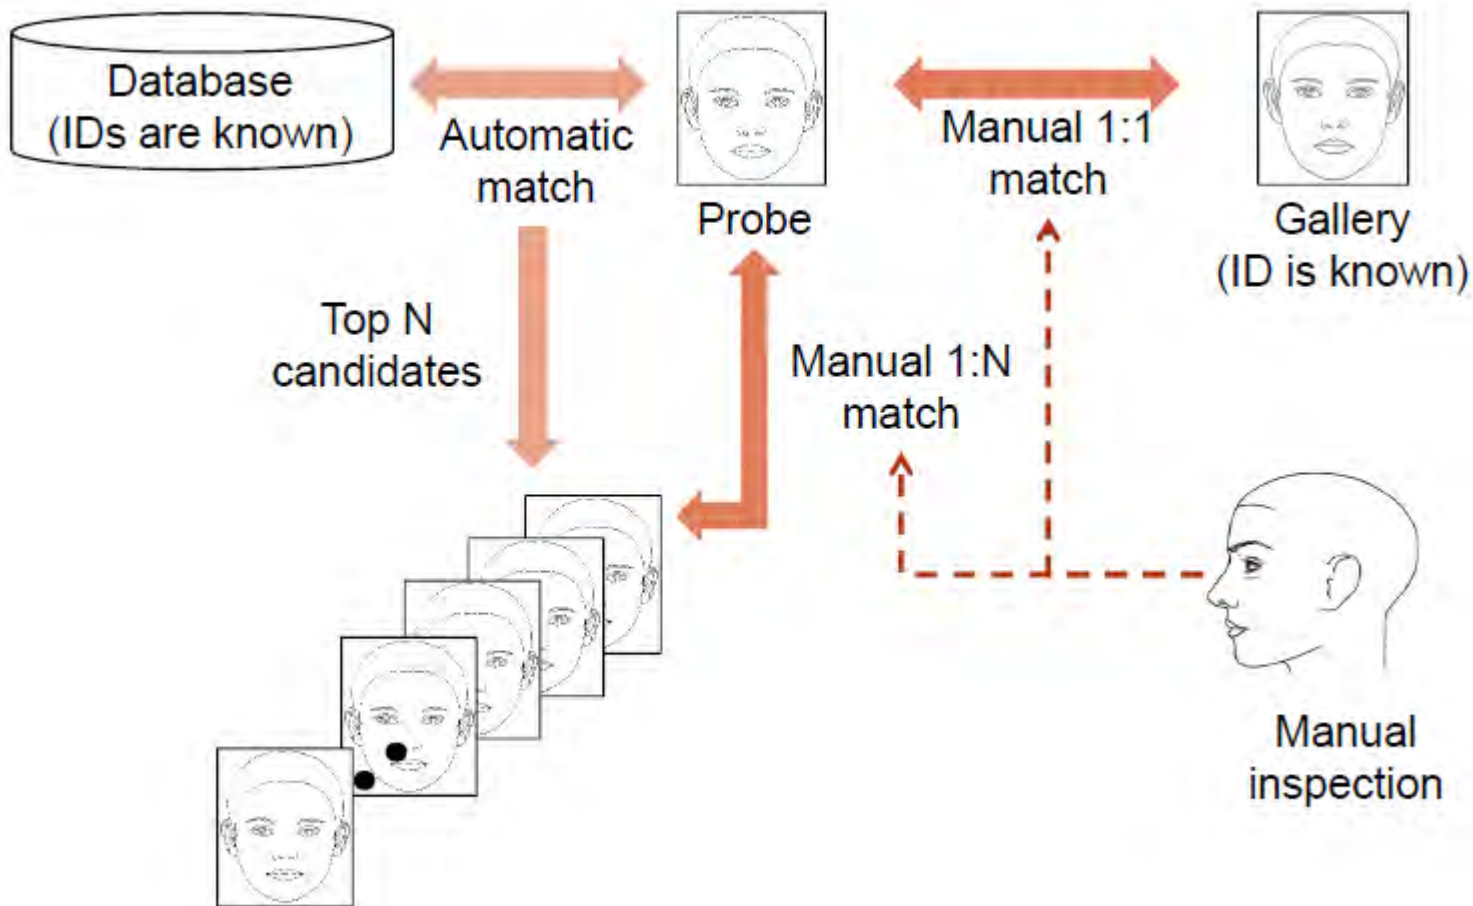 Database
(IDs are known)
Automatic
match
Probe
Manual 1:1
match
Gallery
(ID is known)
Top N
candidates
Manual 1:N
match
Manual
inspection